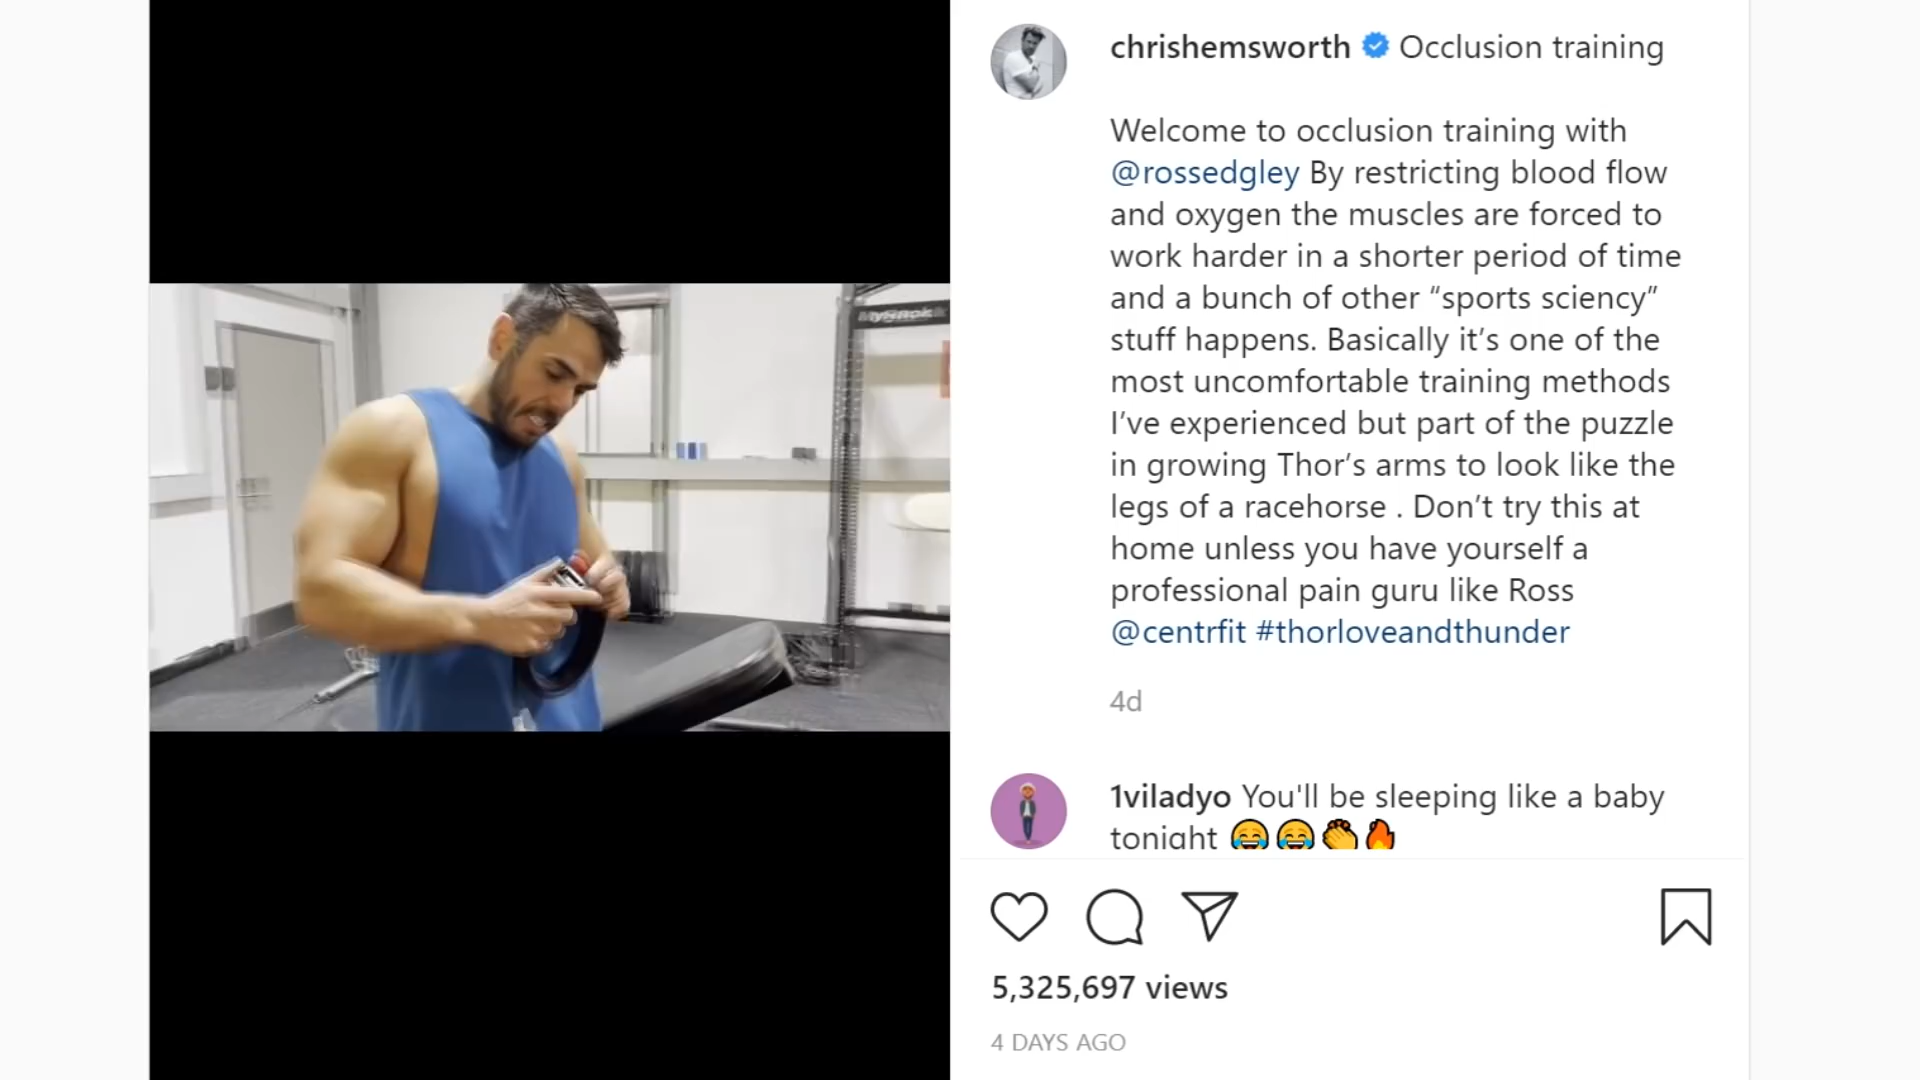 chrishemsworth Occlusion training
Welcome to occlusion training with
@rossedgley By restricting blood flow
and oxygen the muscles are forced to
work harder in a shorter period of time
and a bunch of other “sports sciency”
stuff happens. Basically it’s one of the
most uncomfortable training methods
I’ve experienced but part of the puzzle
in growing Thor’s arms to look like the
legs of a racehorse . Don’t try this at
home unless you have yourself a
professional pain guru like Ross
@centrfit #thorloveandthunder
4d
1viladyo You'll be sleeping like a baby
tonight 😂😂👏🔥
5,325,697 views
4 DAYS AGO